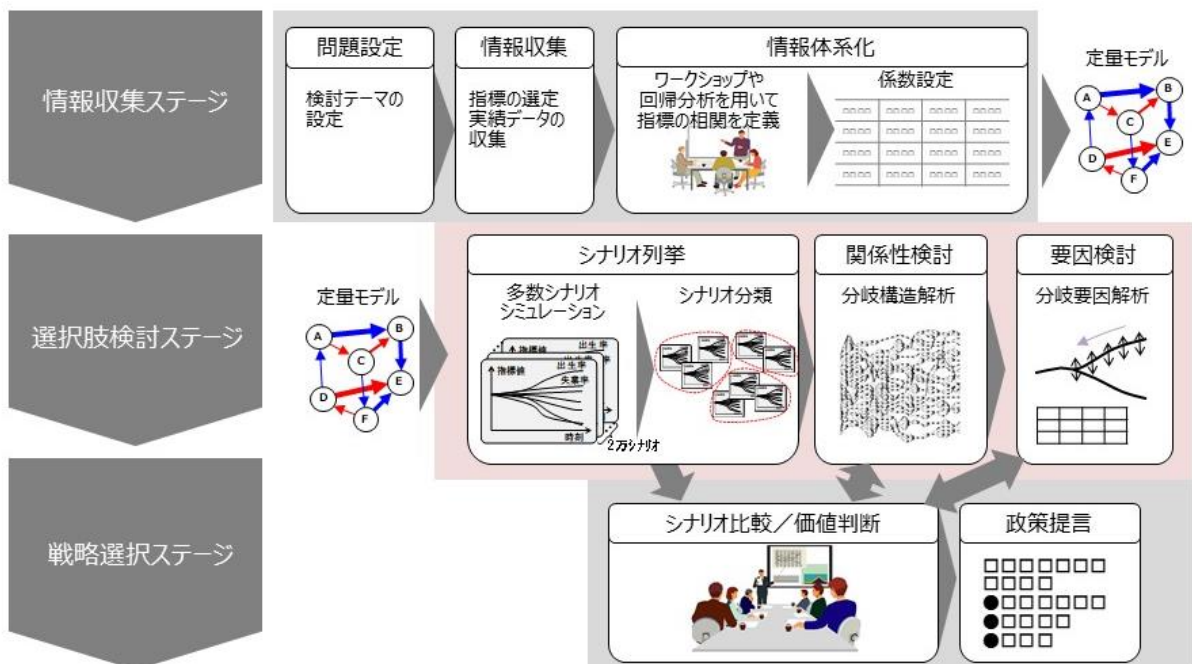 情報収集ステージ
問題設定
検討テーマの
設定
情報収集
指標の選定
実績データの
収集
情報体系化
ワークショップや
回帰分析を用いて
指標の相関を定義
係数設定
□□□□ □□□□ □□□□ □□□□
□□□□ □□□□ □□□□ □□□□
□□□□ □□□□ □□□□ □□□□
□□□□ □□□□ □□□□ □□□□
定量モデル
A
B
C
D
E
F
選択肢検討ステージ
定量モデル
A
B
C
D
E
F
シナリオ列挙
多数シナリオ
シミュレーション
指標値
出生率
出生率
指標値
出生率
失業率
時刻
2万シナリオ
シナリオ分類
関係性検討
分岐構造解析
要因検討
分岐要因解析
戦略選択ステージ
シナリオ比較／価値判断
政策提言
□□□□□□□
□□□□
●□□□□□□
●□□□□
●□□□